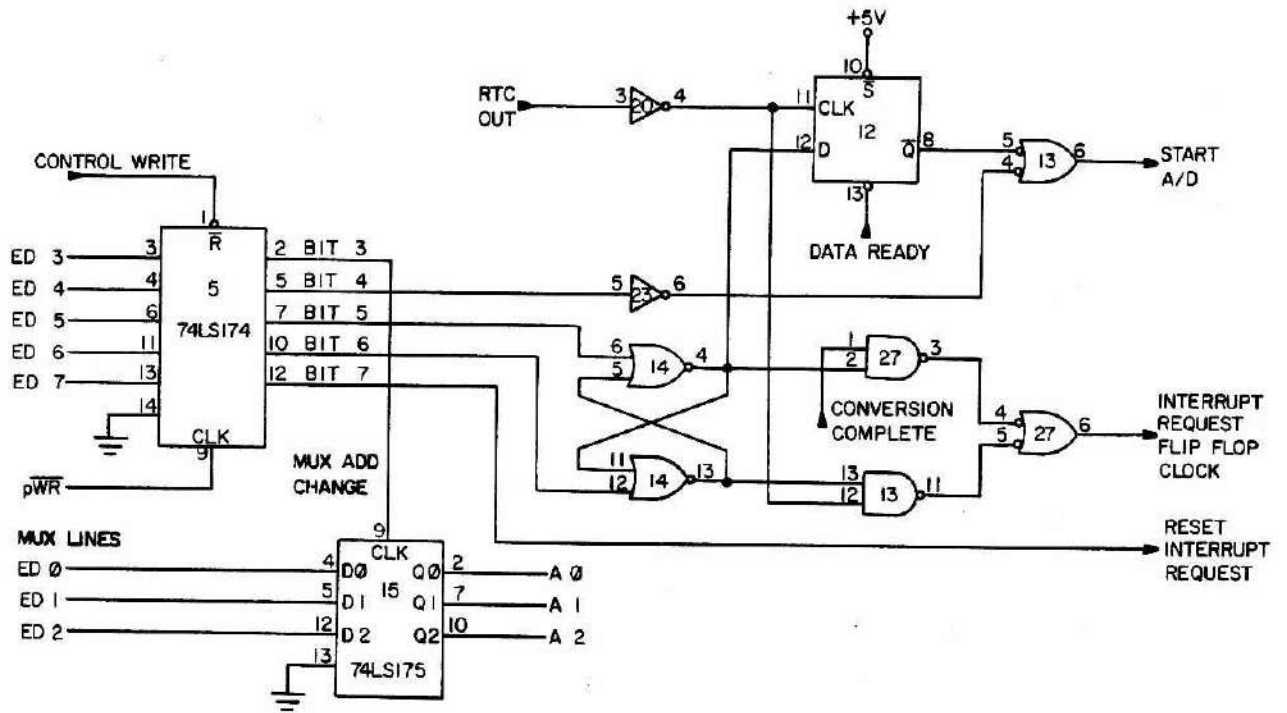 +5V
10
S̅
RTC OUT
3
20
4
11
CLK
12
12
D
Q̅
8
13
5
4
13
6
START A/D
DATA READY
CONTROL WRITE
1
R̅
ED 3
3
2
BIT 3
ED 4
4
5
5
BIT 4
5
23
6
ED 5
6
74LS174
7
BIT 5
ED 6
11
10
BIT 6
ED 7
13
12
BIT 7
14
CLK
9
p̅W̅R̅
6
5
14
4
1
2
27
3
CONVERSION COMPLETE
4
5
27
6
INTERRUPT REQUEST FLIP FLOP CLOCK
11
12
14
13
13
12
13
11
MUX ADD CHANGE
RESET INTERRUPT REQUEST
MUX LINES
9
CLK
ED 0
4
D0
15
Q0
2
A 0
ED 1
5
D1
Q1
7
A 1
ED 2
12
D2
Q2
10
A 2
13
74LS175